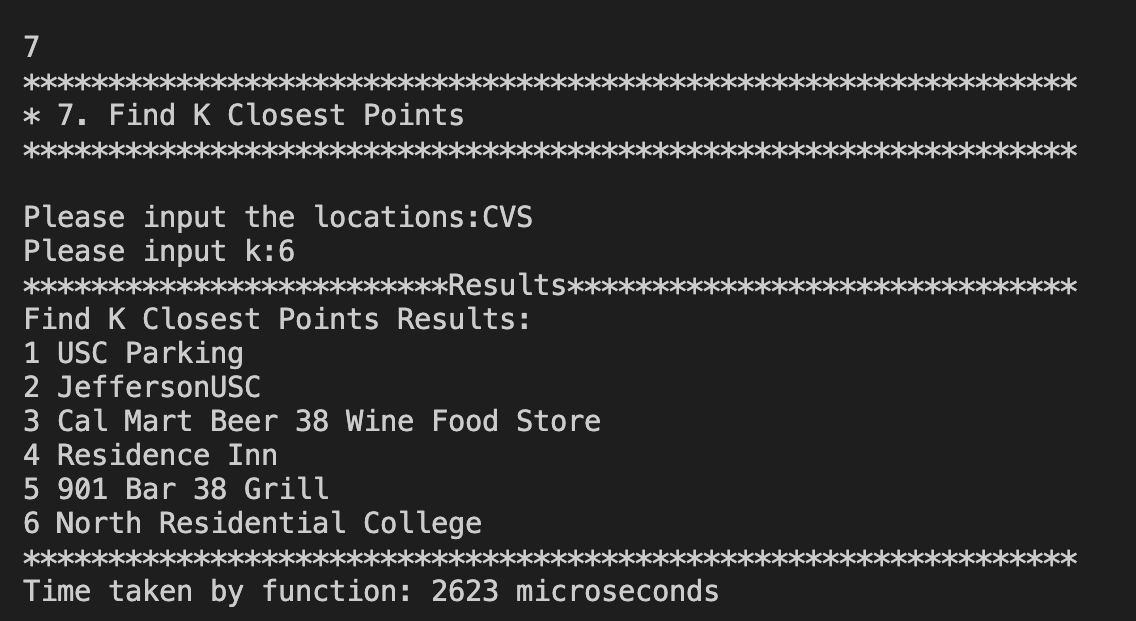 7
**************************************************************
* 7. Find K Closest Points
**************************************************************
Please input the locations:CVS
Please input k:6
*************************Results******************************
Find K Closest Points Results:
1 USC Parking
2 JeffersonUSC
3 Cal Mart Beer 38 Wine Food Store
4 Residence Inn
5 901 Bar 38 Grill
6 North Residential College
**************************************************************
Time taken by function: 2623 microseconds